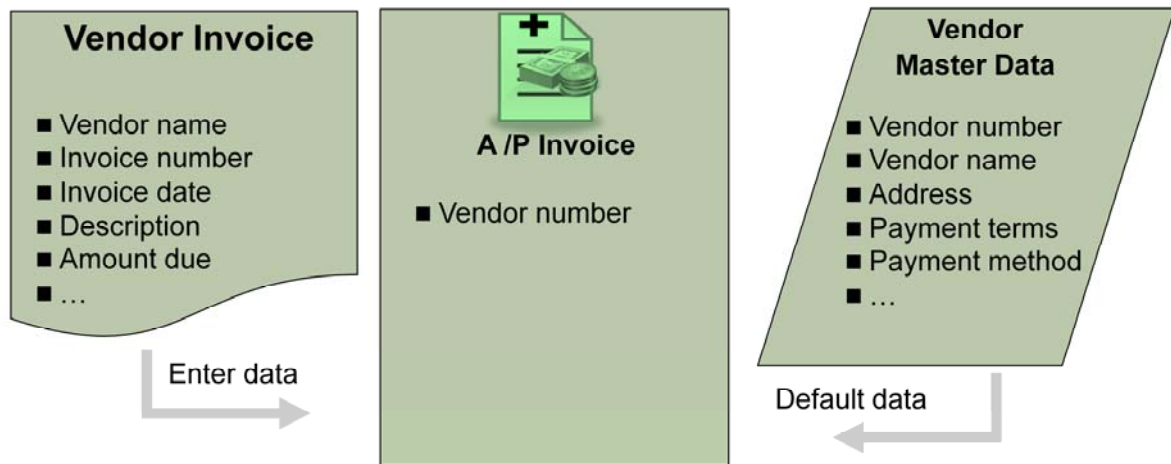 Vendor Invoice
■ Vendor name
■ Invoice number
■ Invoice date
■ Description
■ Amount due
■ …
Enter data
A /P Invoice
■ Vendor number
Vendor
Master Data
■ Vendor number
■ Vendor name
■ Address
■ Payment terms
■ Payment method
■ …
Default data